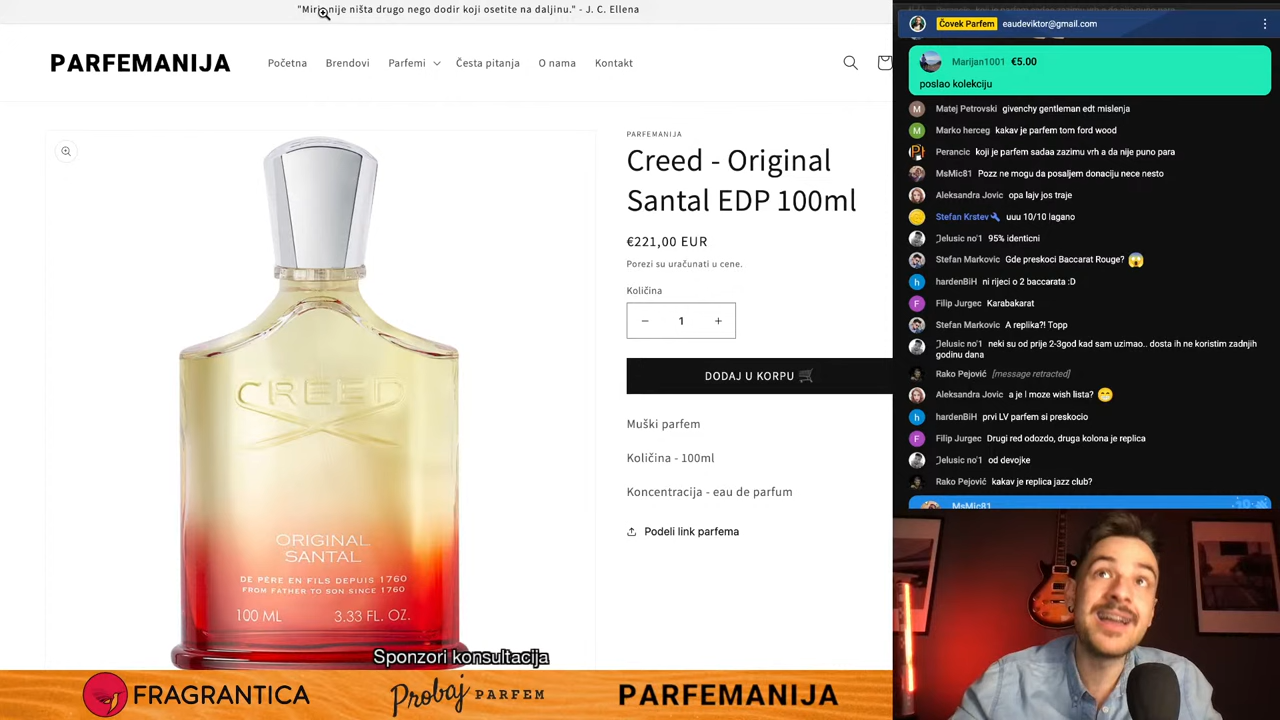 "Miris nije ništa drugo nego dodir koji osetite na daljinu." - J. C. Ellena
PARFEMANIJA
Početna
Brendovi
Parfemi
Česta pitanja
O nama
Kontakt
PARFEMANIJA
Creed - Original
Santal EDP 100ml
€221,00 EUR
Porezi su uračunati u cene.
Količina
− 1 +
DODAJ U KORPU
Muški parfem
Količina - 100ml
Koncentracija - eau de parfum
Podeli link parfema
CREED
ORIGINAL
SANTAL
DE PÈRE EN FILS DEPUIS 1760
FROM FATHER TO SON SINCE 1760
100 ML 3.33 FL. OZ.
Sponzori konsultacija
FRAGRANTICA
Probaj PARFEM
PARFEMANIJA
Čovek Parfem eaudeviktor@gmail.com
Marijan1001 €5.00
poslao kolekciju
Matej Petrovski givenchy gentleman edt mislenja
Marko herceg kakav je parfem tom ford wood
Perancic koji je parfem sadaa zazimu vrh a da nije puno para
MsMic81 Pozz ne mogu da posaljem donaciju nece nesto
Aleksandra Jovic opa lajv jos traje
Stefan Krstev uuu 10/10 lagano
Jelusic no'1 95% identicni
Stefan Markovic Gde preskoci Baccarat Rouge?
hardenBiH ni rijeci o 2 baccarata :D
Filip Jurgec Karabakarat
Stefan Markovic A replika?! Topp
Jelusic no'1 neki su od prije 2-3god kad sam uzimao.. dosta ih ne koristim zadnjih
godinu dana
Rako Pejović [message retracted]
Aleksandra Jovic a je l moze wish lista?
hardenBiH prvi LV parfem si preskocio
Filip Jurgec Drugi red odozdo, druga kolona je replica
Jelusic no'1 od devojke
Rako Pejović kakav je replica jazz club?
MsMic81